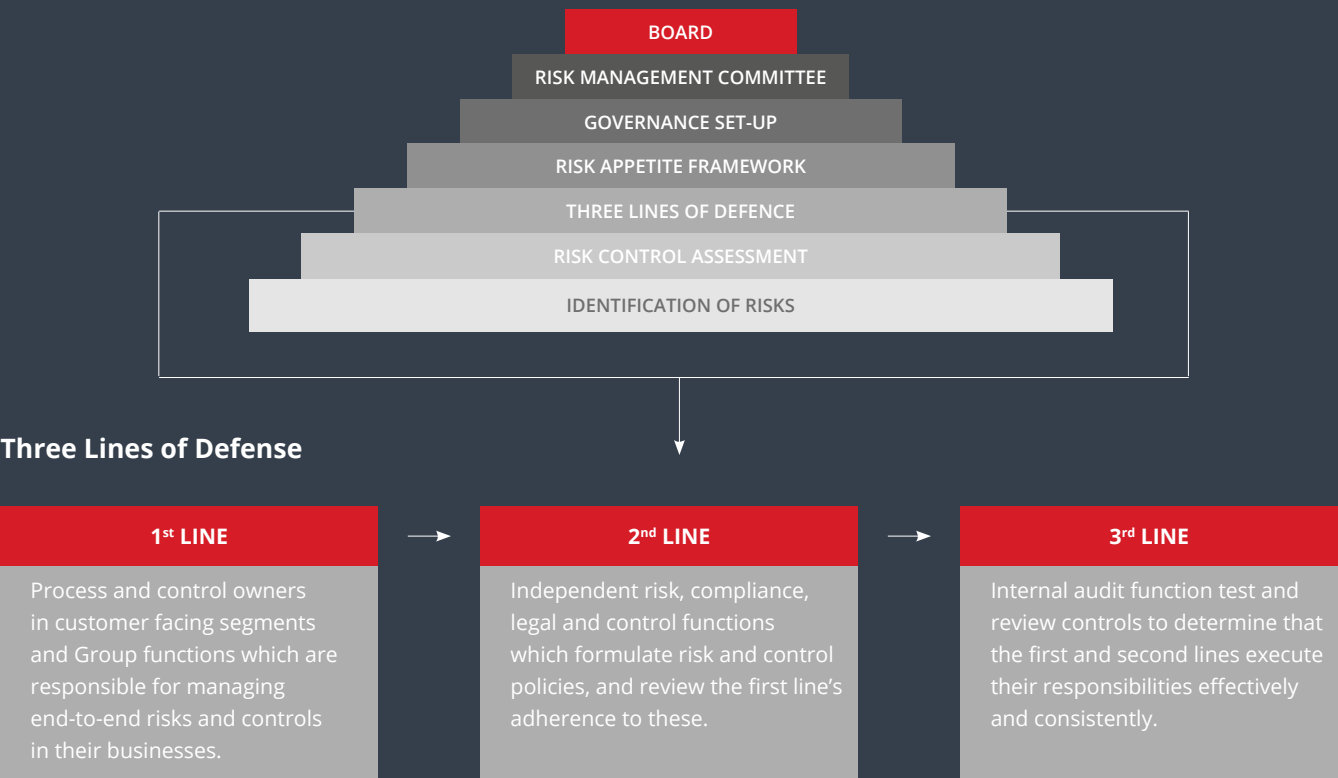 BOARD
RISK MANAGEMENT COMMITTEE
GOVERNANCE SET-UP
RISK APPETITE FRAMEWORK
THREE LINES OF DEFENCE
RISK CONTROL ASSESSMENT
IDENTIFICATION OF RISKS
Three Lines of Defense
1st LINE
Process and control owners
in customer facing segments
and Group functions which are
responsible for managing
end-to-end risks and controls
in their businesses.
2nd LINE
Independent risk, compliance,
legal and control functions
which formulate risk and control
policies, and review the first line’s
adherence to these.
3rd LINE
Internal audit function test and
review controls to determine that
the first and second lines execute
their responsibilities effectively
and consistently.